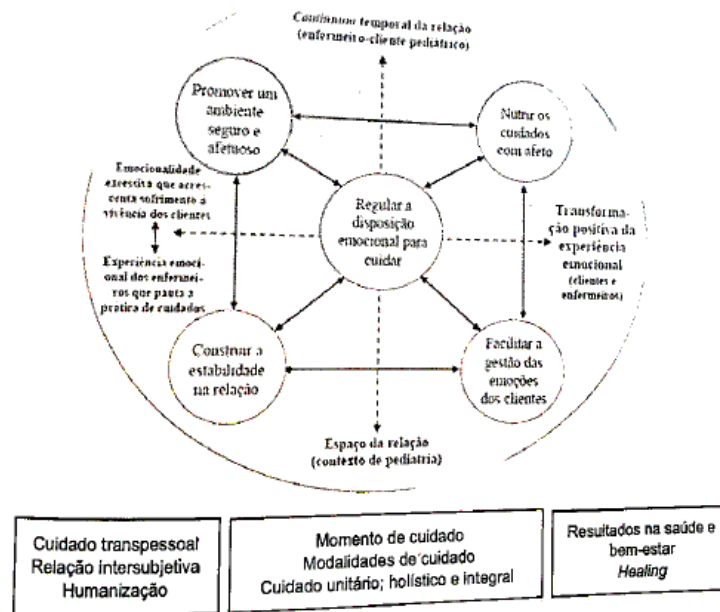 Continuum temporal da relação
(enfermeiro-cliente pediátrico)
Promover um
ambiente
seguro e
afetuoso
Nutrir os
cuidados
com afeto
Emocionalidade
excessiva que acres-
centa sofrimento à
vivência dos clientes
Regular a
disposição
emocional para
cuidar
Transforma-
ção positiva da
experiência
emocional
(clientes e
enfermeiros)
Experiência emoci-
onal dos enfermei-
ros que pauta a
prática de cuidados
Construir a
estabilidade
na relação
Facilitar a
gestão das
emoções
dos clientes
Espaço da relação
(contexto de pediatria)
Cuidado transpessoal
Relação intersubjetiva
Humanização
Momento de cuidado
Modalidades de cuidado
Cuidado unitário; holístico e integral
Resultados na saúde e
bem-estar
Healing